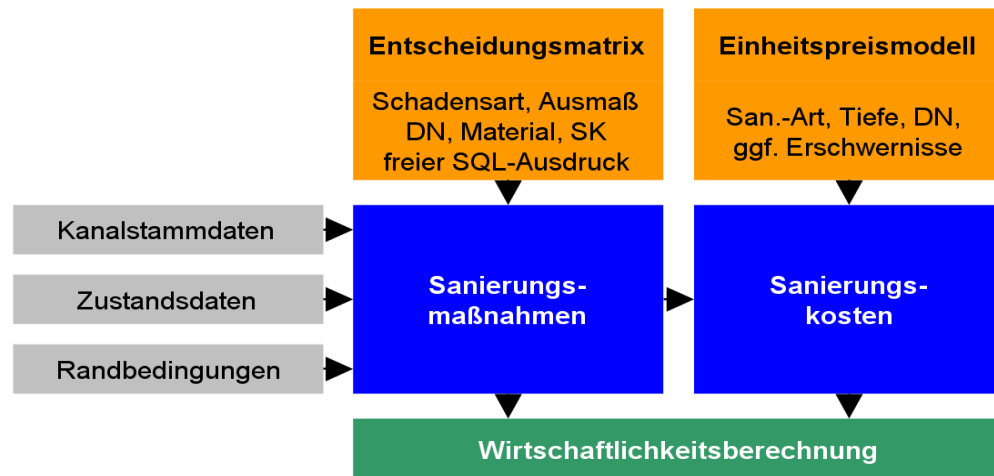 Entscheidungsmatrix
Schadensart, Ausmaß
DN, Material, SK
freier SQL-Ausdruck
Einheitspreismodell
San.-Art, Tiefe, DN,
ggf. Erschwernisse
Kanalstammdaten
Zustandsdaten
Randbedingungen
Sanierungs-
maßnahmen
Sanierungs-
kosten
Wirtschaftlichkeitsberechnung